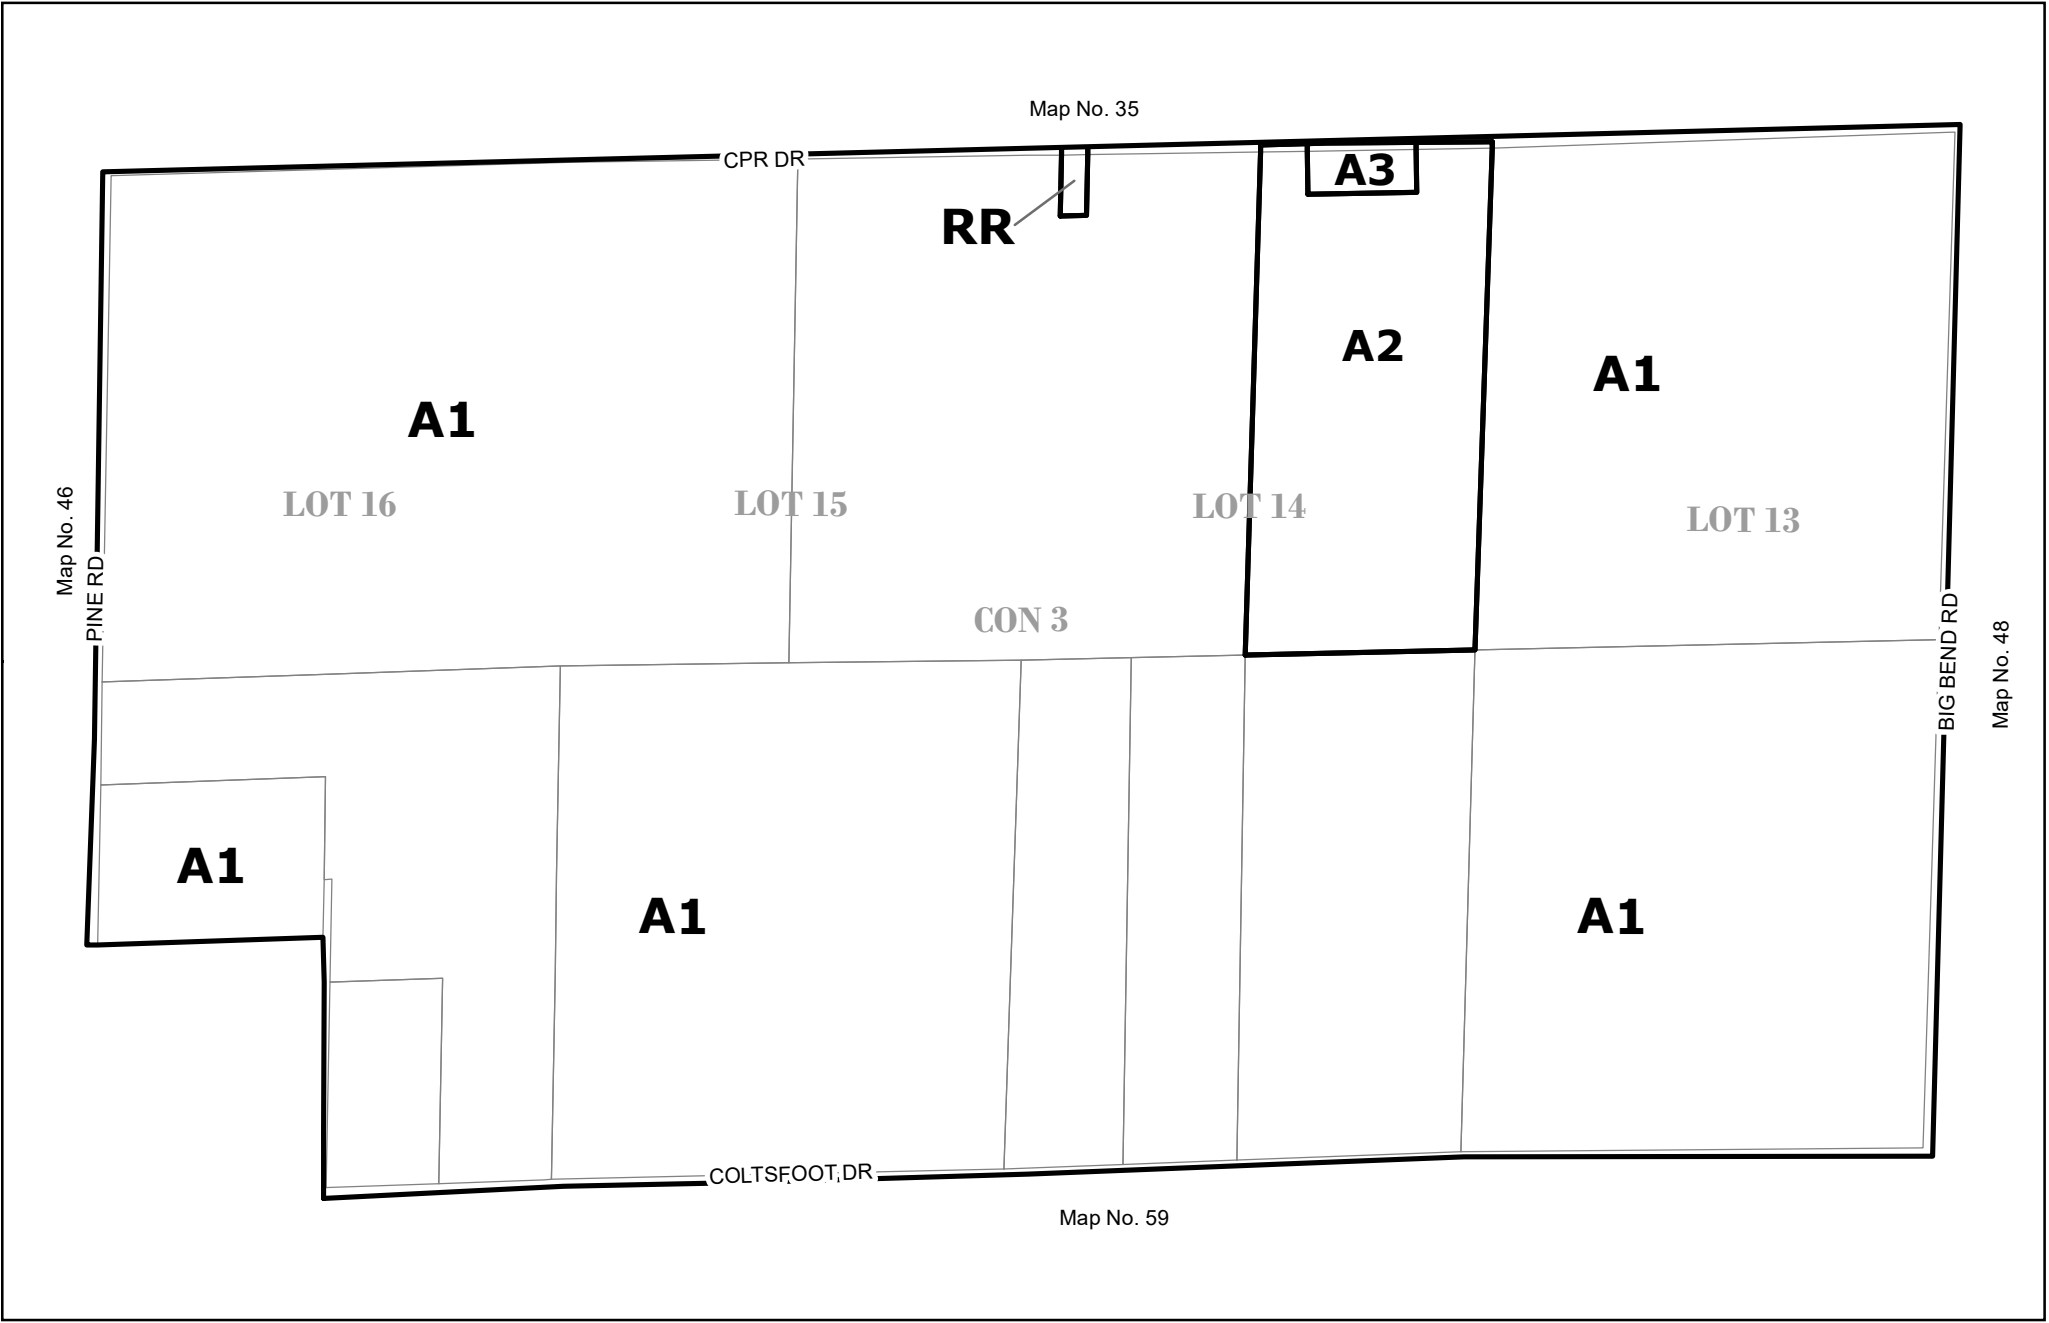 Map No. 35
CPR DR
A3
RR
A2
A1
A1
LOT 16
LOT 15
LOT 14
LOT 13
Map No. 46
PINE RD
CON 3
BIG BEND RD
Map No. 48
A1
A1
A1
COLTSFOOT DR
Map No. 59